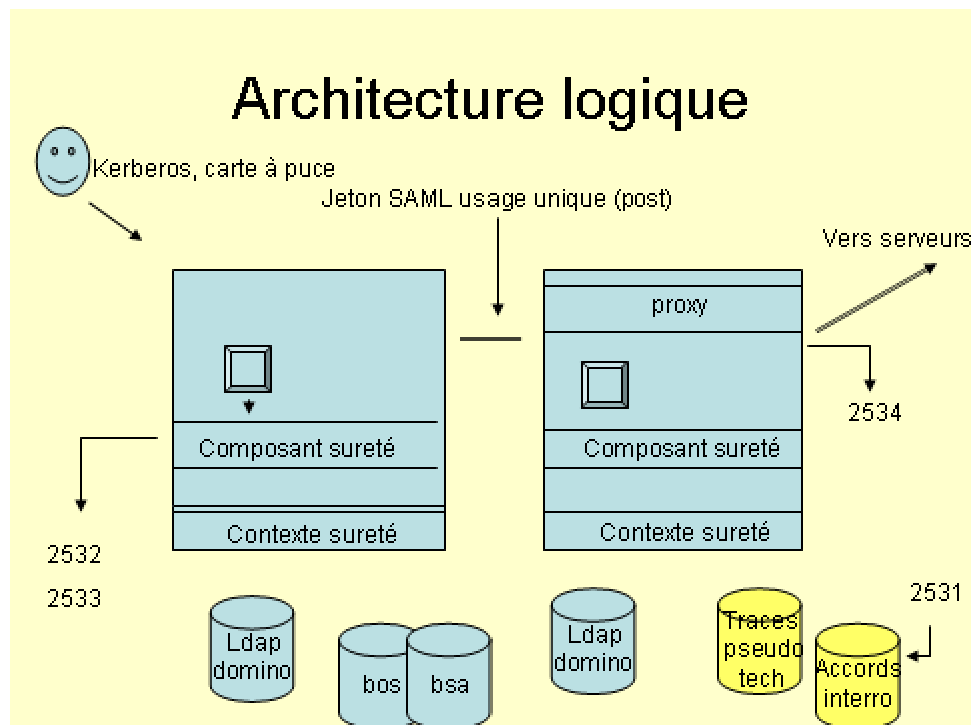 Architecture logique
Kerberos, carte à puce
Jeton SAML usage unique (post)
Vers serveurs
proxy
2534
Composant sureté
Composant sureté
Contexte sureté
Contexte sureté
2532
2533
2531
Ldap
domino
bos
bsa
Ldap
domino
Traces
pseudo
tech
Accords
interro